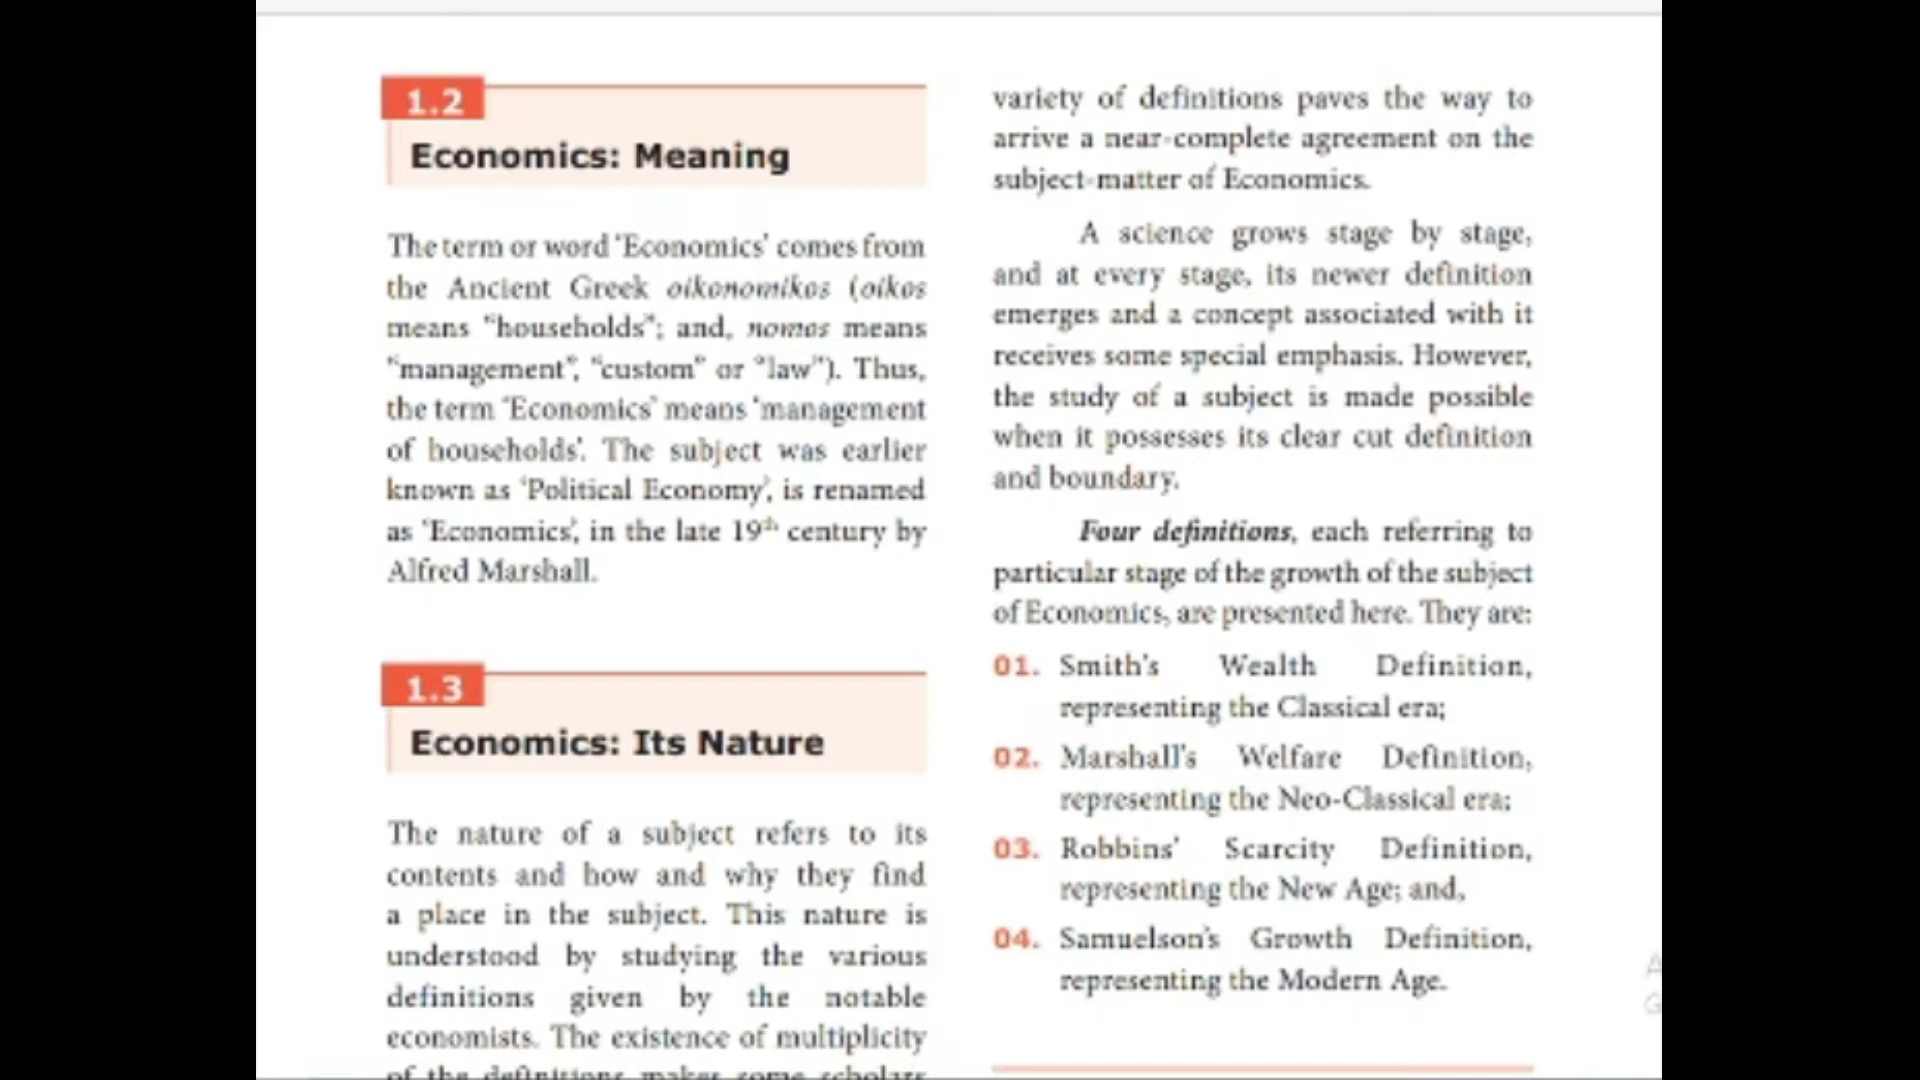 1.2
Economics: Meaning
The term or word 'Economics' comes from
the Ancient Greek oikonomikos (oikos
means "households"; and, nomos means
"management", "custom" or "law"). Thus,
the term 'Economics' means 'management
of households'. The subject was earlier
known as 'Political Economy', is renamed
as 'Economics', in the late 19th century by
Alfred Marshall.
1.3
Economics: Its Nature
The nature of a subject refers to its
contents and how and why they find
a place in the subject. This nature is
understood by studying the various
definitions given by the notable
economists. The existence of multiplicity
of the definitions makes some scholars
variety of definitions paves the way to
arrive a near-complete agreement on the
subject-matter of Economics.
A science grows stage by stage,
and at every stage, its newer definition
emerges and a concept associated with it
receives some special emphasis. However,
the study of a subject is made possible
when it possesses its clear cut definition
and boundary.
Four definitions, each referring to
particular stage of the growth of the subject
of Economics, are presented here. They are:
01. Smith's Wealth Definition,
representing the Classical era;
02. Marshall's Welfare Definition,
representing the Neo-Classical era;
03. Robbins' Scarcity Definition,
representing the New Age; and,
04. Samuelson's Growth Definition,
representing the Modern Age.